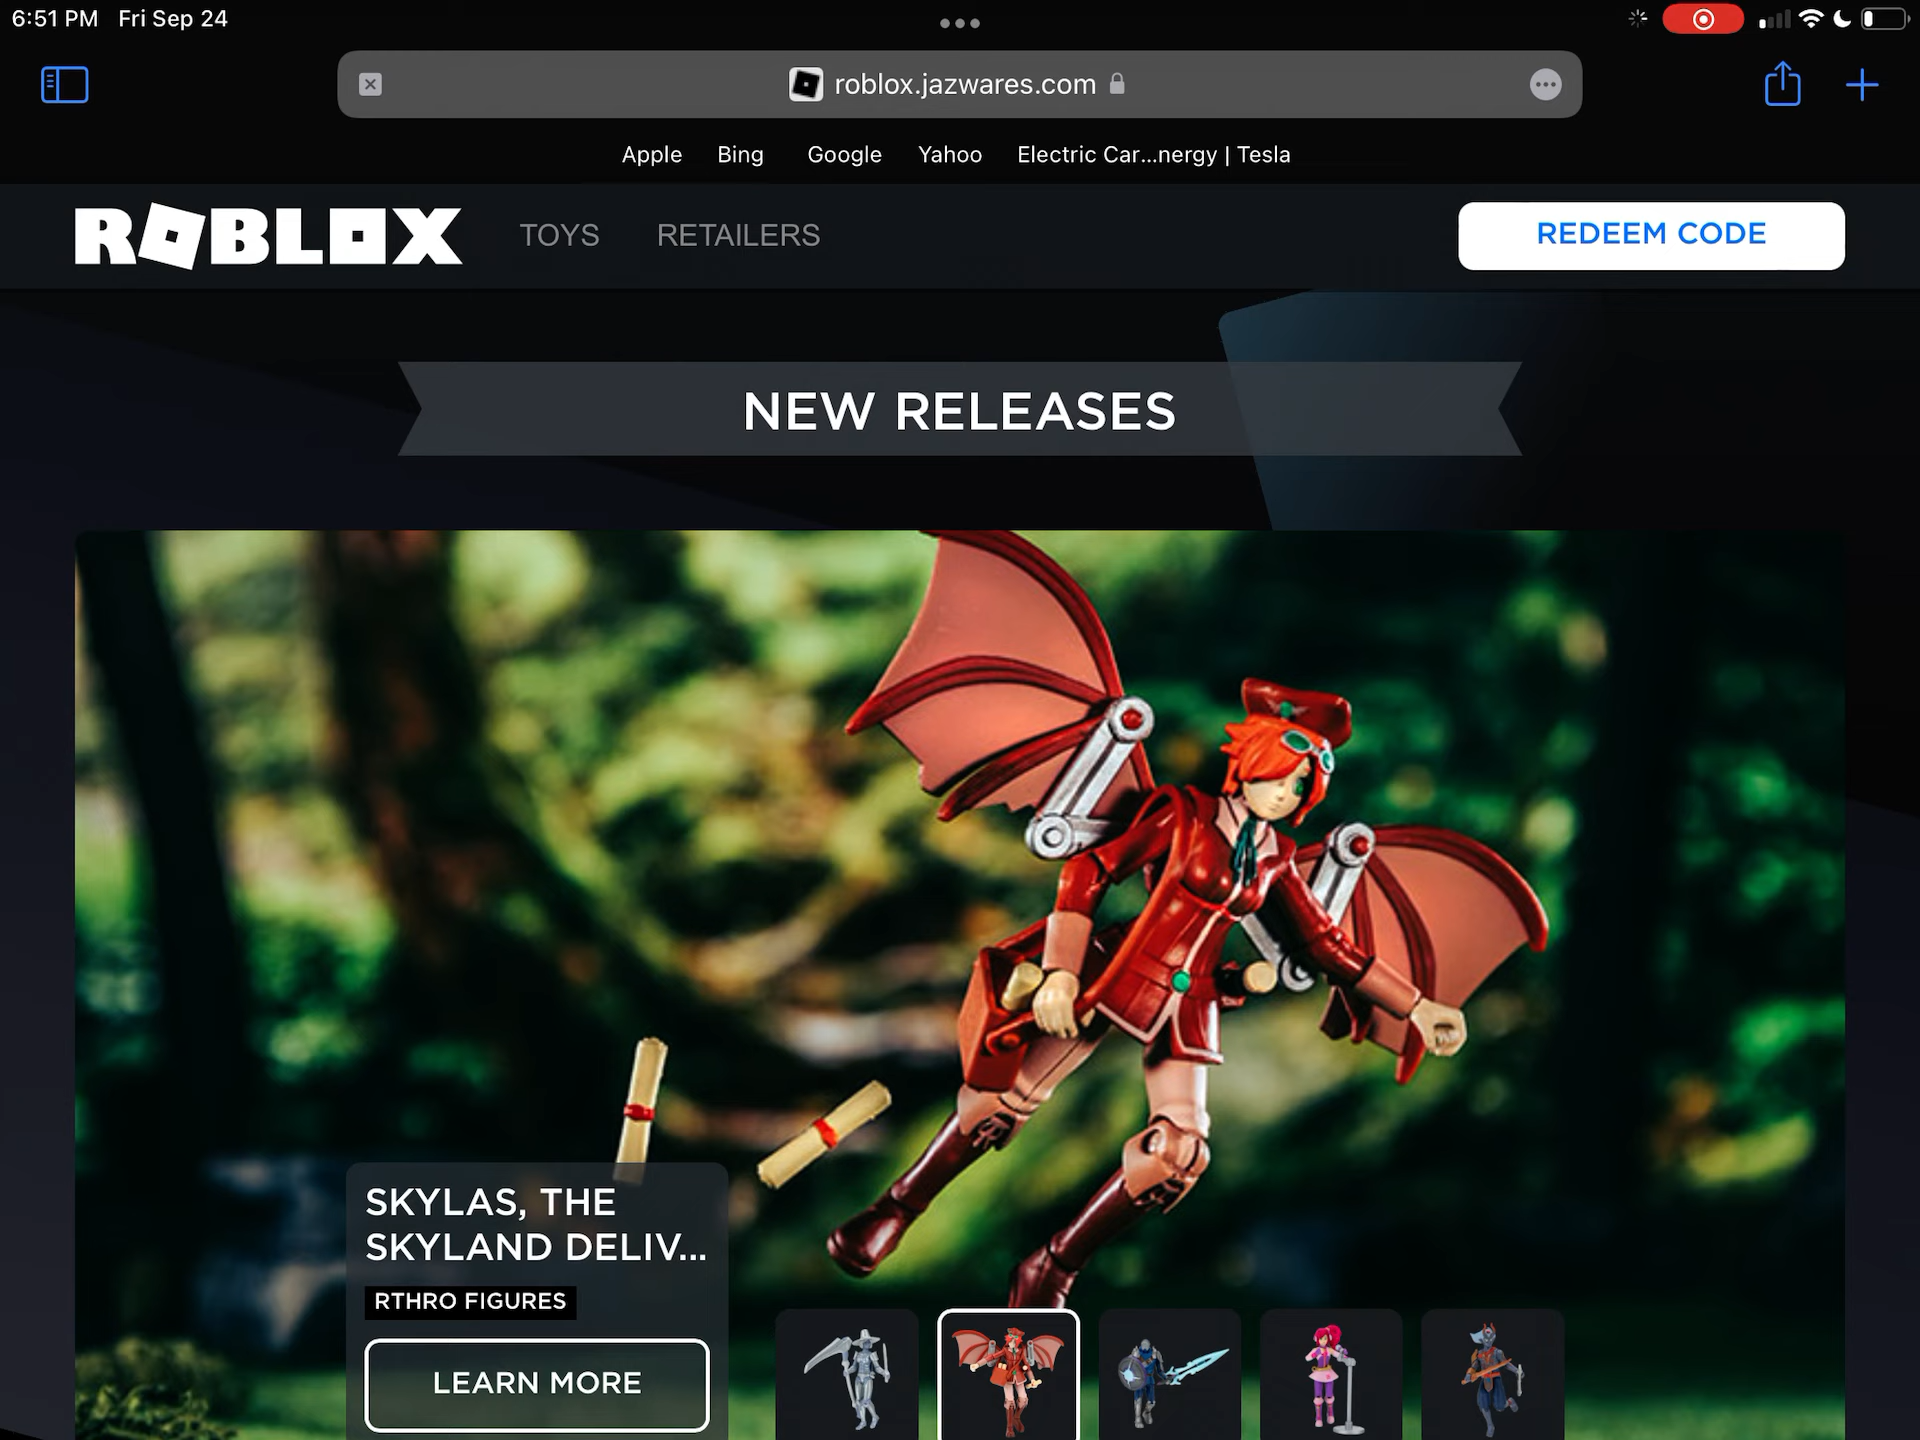 6:51 PM Fri Sep 24
roblox.jazwares.com
Apple Bing Google Yahoo Electric Car...nergy | Tesla
ROBLOX TOYS RETAILERS REDEEM CODE
NEW RELEASES
SKYLAS, THE
SKYLAND DELIV...
RTHRO FIGURES
LEARN MORE